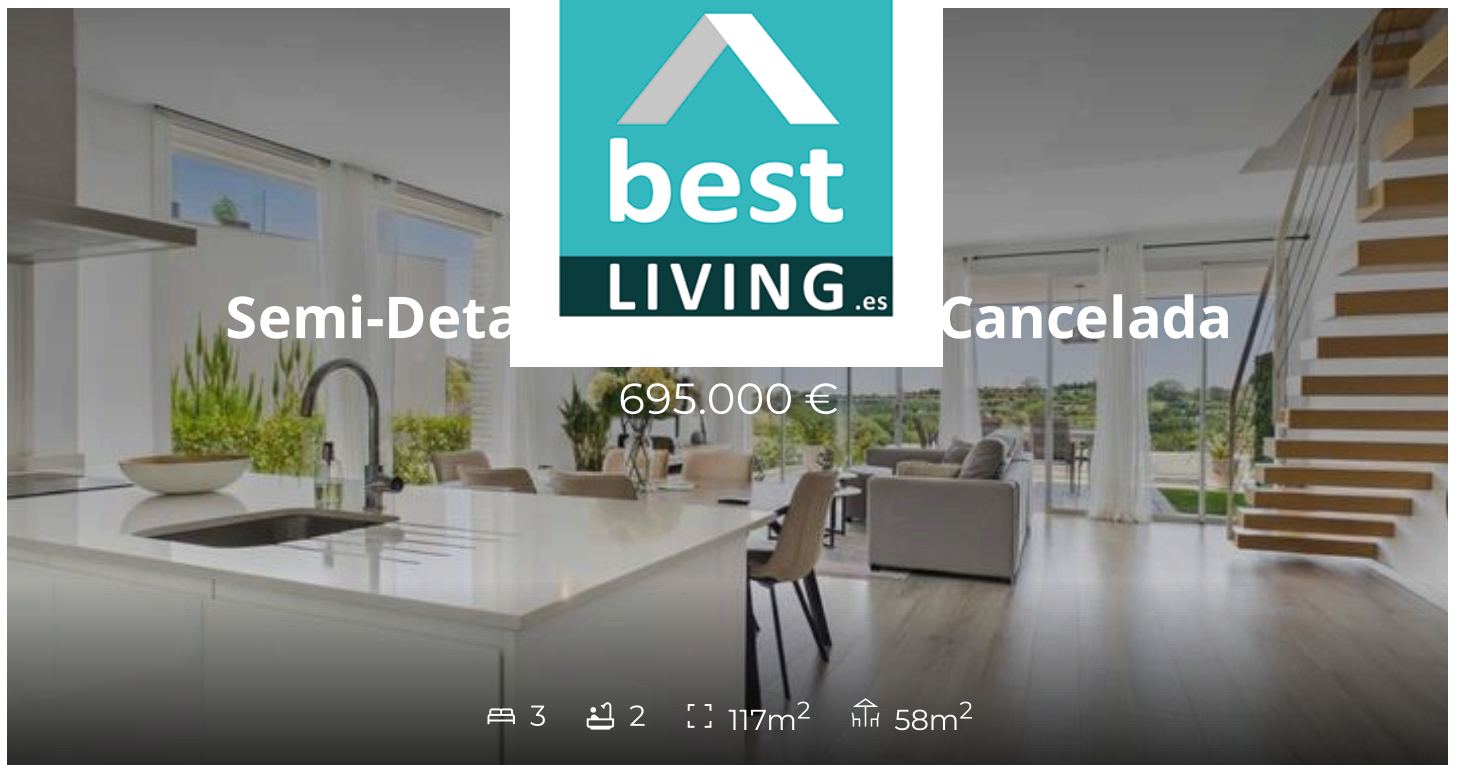 best
LIVING.es
Semi-Deta Cancelada
695.000 €
3 2 117m² 58m²